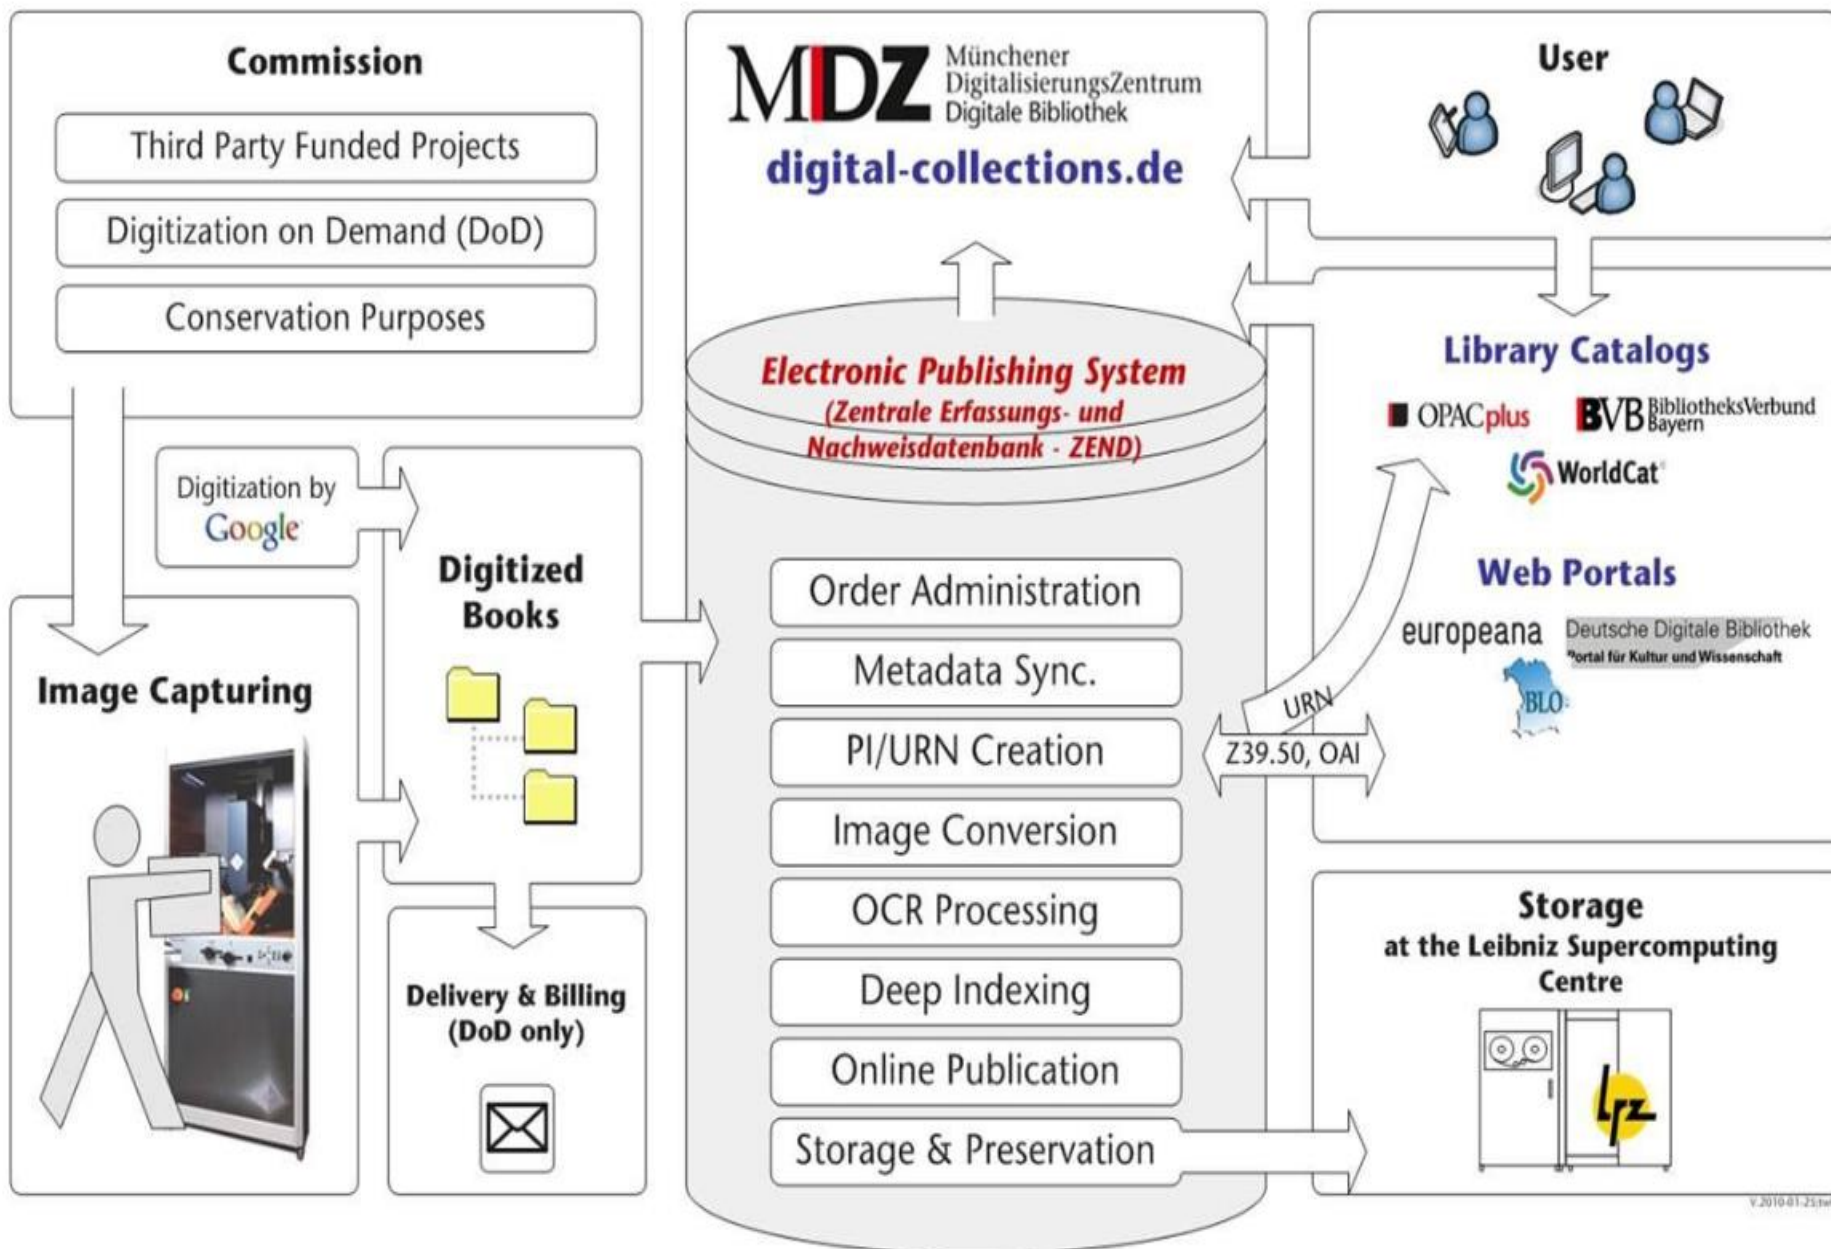 Commission
Third Party Funded Projects
Digitization on Demand (DoD)
Conservation Purposes
Digitization by
Google
Image Capturing
Digitized
Books
Delivery & Billing
(DoD only)
MDZ
Münchener
DigitalisierungsZentrum
Digitale Bibliothek
digital-collections.de
Electronic Publishing System
(Zentrale Erfassungs- und
Nachweisdatenbank - ZEND)
Order Administration
Metadata Sync.
PI/URN Creation
Image Conversion
OCR Processing
Deep Indexing
Online Publication
Storage & Preservation
User
Library Catalogs
OPACplus
BVB BibliotheksVerbund
Bayern
WorldCat
Web Portals
europeana
Deutsche Digitale Bibliothek
Portal für Kultur und Wissenschaft
BLO
URN
Z39.50, OAI
Storage
at the Leibniz Supercomputing
Centre
lrz
V.2010-01-25